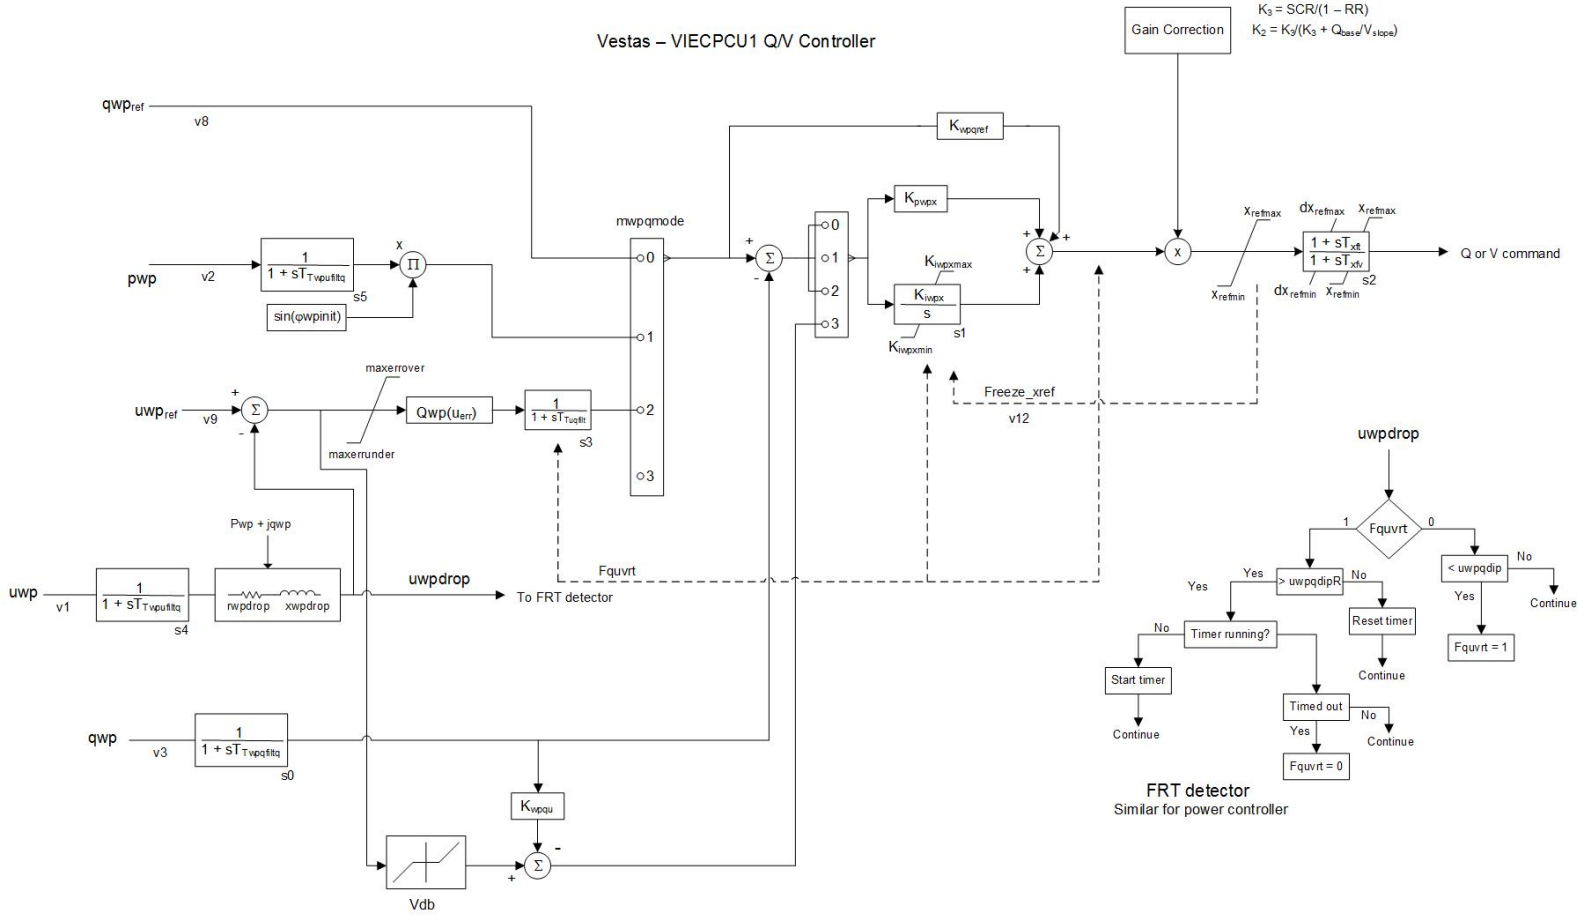 Vestas – VIECPCU1 Q/V Controller
K3 = SCR/(1 – RR)
K2 = K3/(K3 + Qbase/Vslope)
Gain Correction
qwpref
v8
Kwpqref
mwpqmode
0
1
2
3
pwp
v2
1
1 + sTTwpufiltq
s5
x
Π
sin(φwpinit)
+
-
Σ
0
1
2
3
Kpwpx
Kiwpxmax
Kiwpx
s
s1
Kiwpxmin
+
+
+
Σ
x
xrefmax
xrefmin
dxrefmax
xrefmax
1 + sTxft
1 + sTxfv
s2
dxrefmin
xrefmin
Q or V command
uwpref
v9
+
-
Σ
maxerrover
maxerrunder
Qwp(uerr)
1
1 + sTTuqfilt
s3
Freeze_xref
v12
Fquvrt
Pwp + jqwp
uwp
v1
1
1 + sTTwpufiltq
s4
rwpdrop
xwpdrop
uwpdrop
To FRT detector
qwp
v3
1
1 + sTTwpqfiltq
s0
Kwpqu
Vdb
+
-
Σ
uwpdrop
1
Fquvrt
0
Yes
> uwpqdipR
No
< uwpqdip
No
Yes
Continue
Yes
Fquvrt = 1
Reset timer
Continue
No
Timer running?
Start timer
Continue
Timed out
No
Continue
Yes
Fquvrt = 0
FRT detector
Similar for power controller